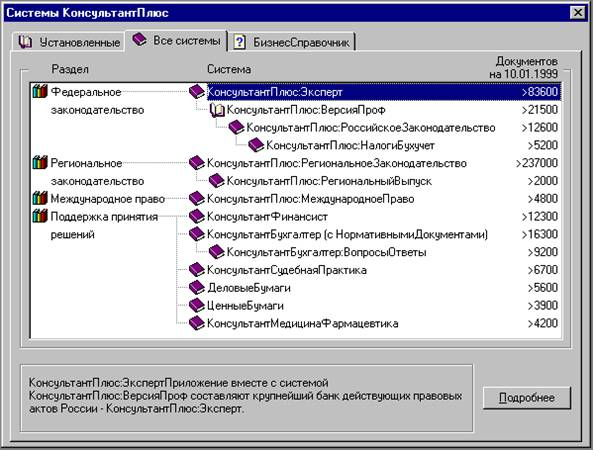 Системы КонсультантПлюс
Установленные Все системы БизнесСправочник
Документов
Раздел Система на 10.01.1999
Федеральное КонсультантПлюс:Эксперт >83600
законодательство КонсультантПлюс:ВерсияПроф >21500
КонсультантПлюс:РоссийскоеЗаконодательство >12600
КонсультантПлюс:НалогиБухучет >5200
Региональное КонсультантПлюс:РегиональноеЗаконодательство >237000
законодательство КонсультантПлюс:РегиональныйВыпуск >2000
Международное право КонсультантПлюс:МеждународноеПраво >4800
Поддержка принятия КонсультантФинансист >12300
решений КонсультантБухгалтер (с НормативнымиДокументами) >16300
КонсультантБухгалтер:ВопросыОтветы >9200
КонсультантСудебнаяПрактика >6700
ДеловыеБумаги >5600
ЦенныеБумаги >3900
КонсультантМедицинаФармацевтика >4200
КонсультантПлюс:ЭкспертПриложение вместе с системой
КонсультантПлюс:ВерсияПроф составляют крупнейший банк действующих правовых
актов России - КонсультантПлюс:Эксперт.
Подробнее